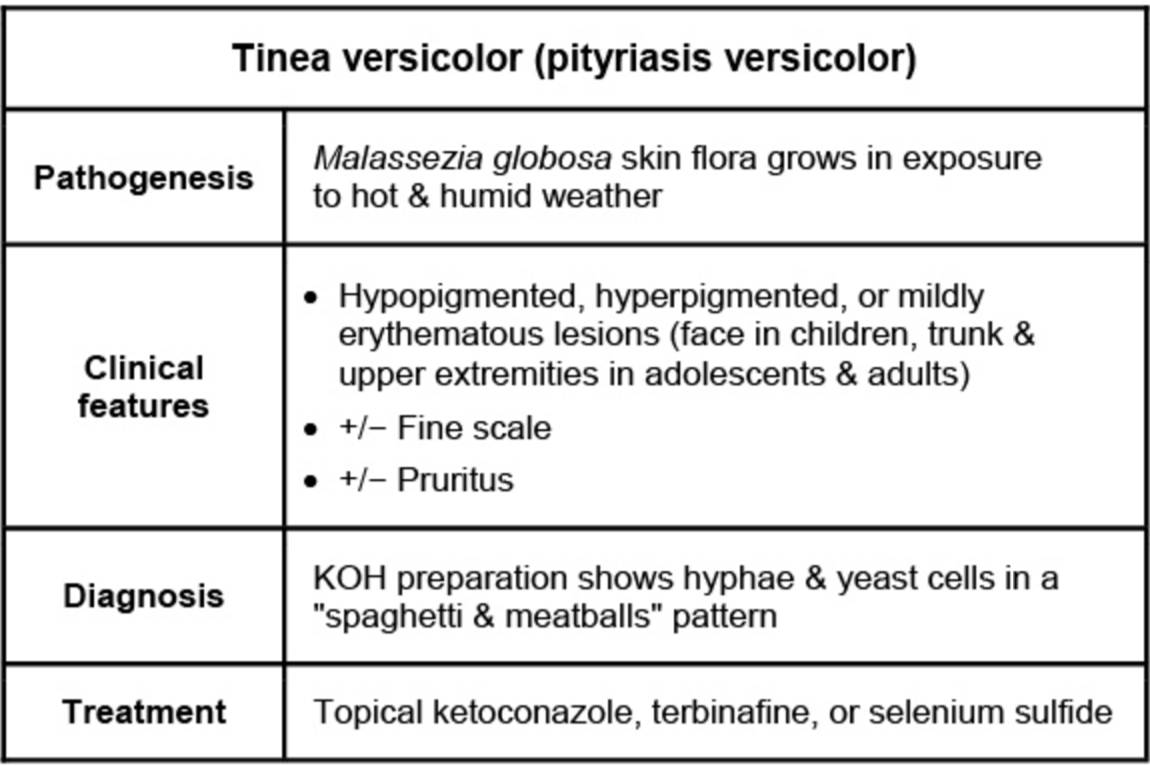 Tinea versicolor (pityriasis versicolor)
Pathogenesis
Malassezia globosa skin flora grows in exposure
to hot & humid weather
Clinical
features
• Hypopigmented, hyperpigmented, or mildly
erythematous lesions (face in children, trunk &
upper extremities in adolescents & adults)
• +/− Fine scale
• +/− Pruritus
Diagnosis
KOH preparation shows hyphae & yeast cells in a
"spaghetti & meatballs" pattern
Treatment
Topical ketoconazole, terbinafine, or selenium sulfide